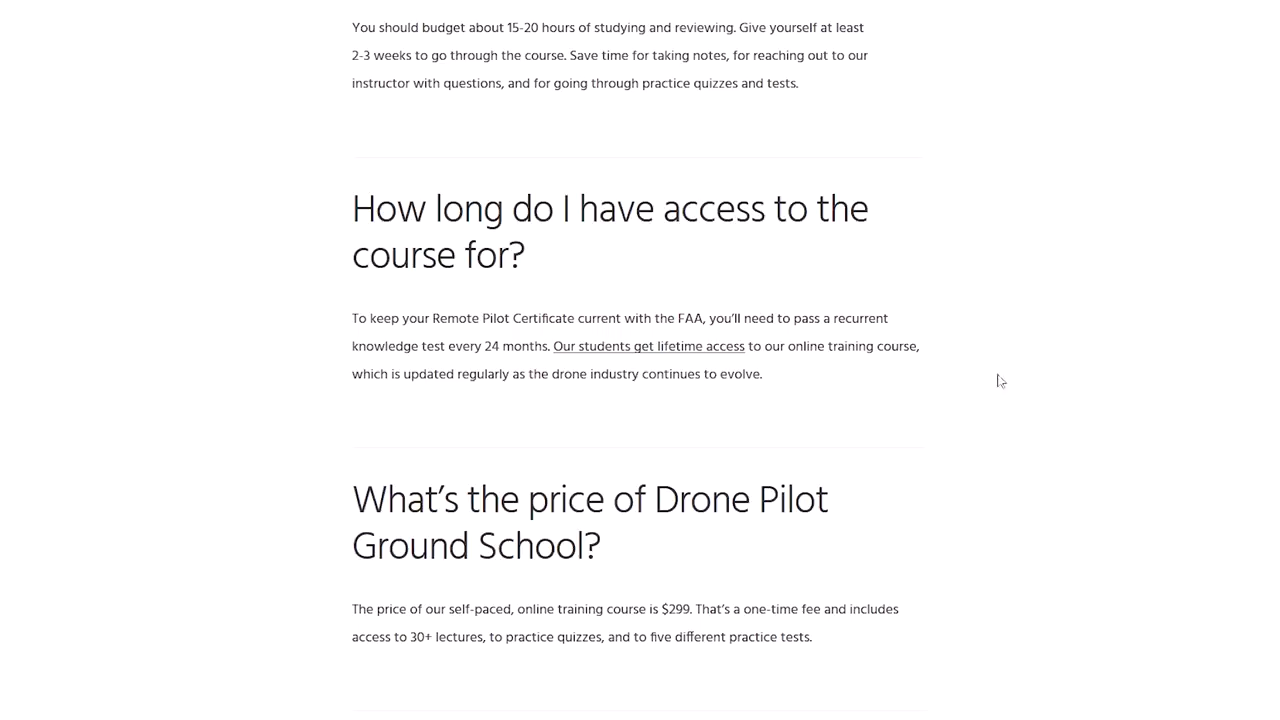 You should budget about 15-20 hours of studying and reviewing. Give yourself at least
2-3 weeks to go through the course. Save time for taking notes, for reaching out to our
instructor with questions, and for going through practice quizzes and tests.
How long do I have access to the
course for?
To keep your Remote Pilot Certificate current with the FAA, you’ll need to pass a recurrent
knowledge test every 24 months. Our students get lifetime access to our online training course,
which is updated regularly as the drone industry continues to evolve.
What’s the price of Drone Pilot
Ground School?
The price of our self-paced, online training course is $299. That’s a one-time fee and includes
access to 30+ lectures, to practice quizzes, and to five different practice tests.